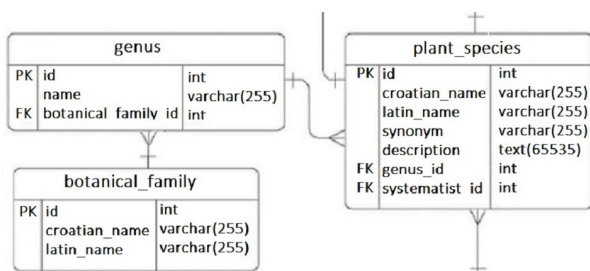 genus
PK id int
name varchar(255)
FK botanical family id int
plant_species
PK id int
croatian_name varchar(255)
latin_name varchar(255)
synonym varchar(255)
description text(65535)
FK genus_id int
FK systematist id int
botanical_family
PK id int
croatian_name varchar(255)
latin_name varchar(255)